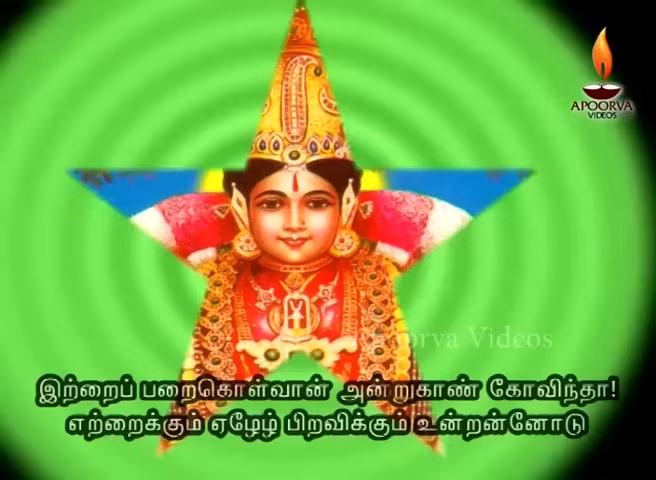 APOORVA
VIDEOS
Apoorva Videos
இற்றைப் பறைகொள்வான் அன்றுகாண் கோவிந்தா!
எற்றைக்கும் ஏழேழ் பிறவிக்கும் உன்றன்னோடு